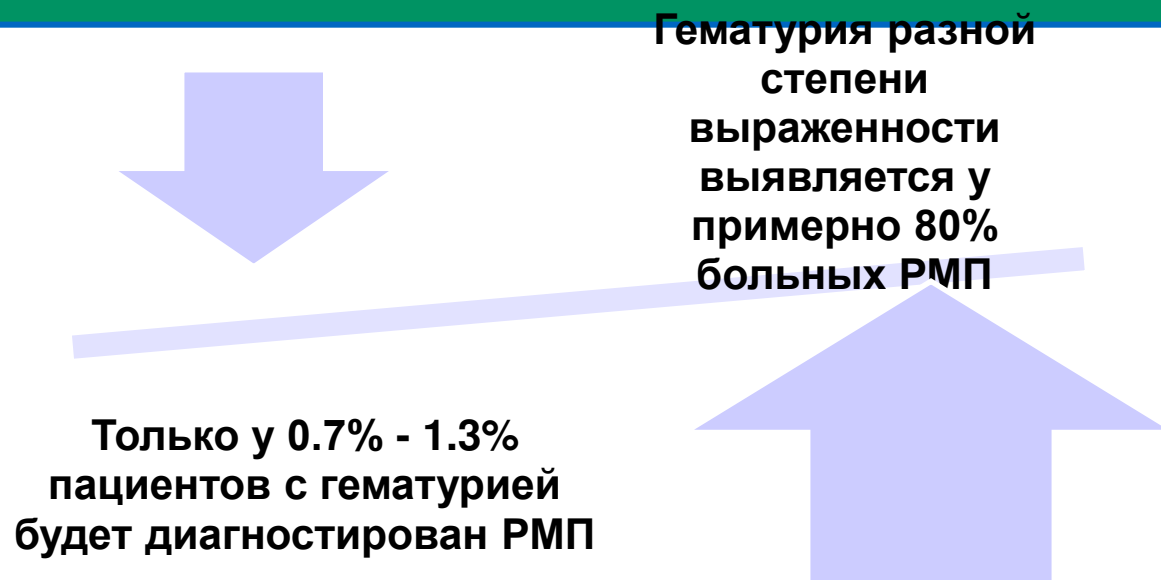 Гематурия разной
степени
выраженности
выявляется у
примерно 80%
больных РМП
Только у 0.7% - 1.3%
пациентов с гематурией
будет диагностирован РМП